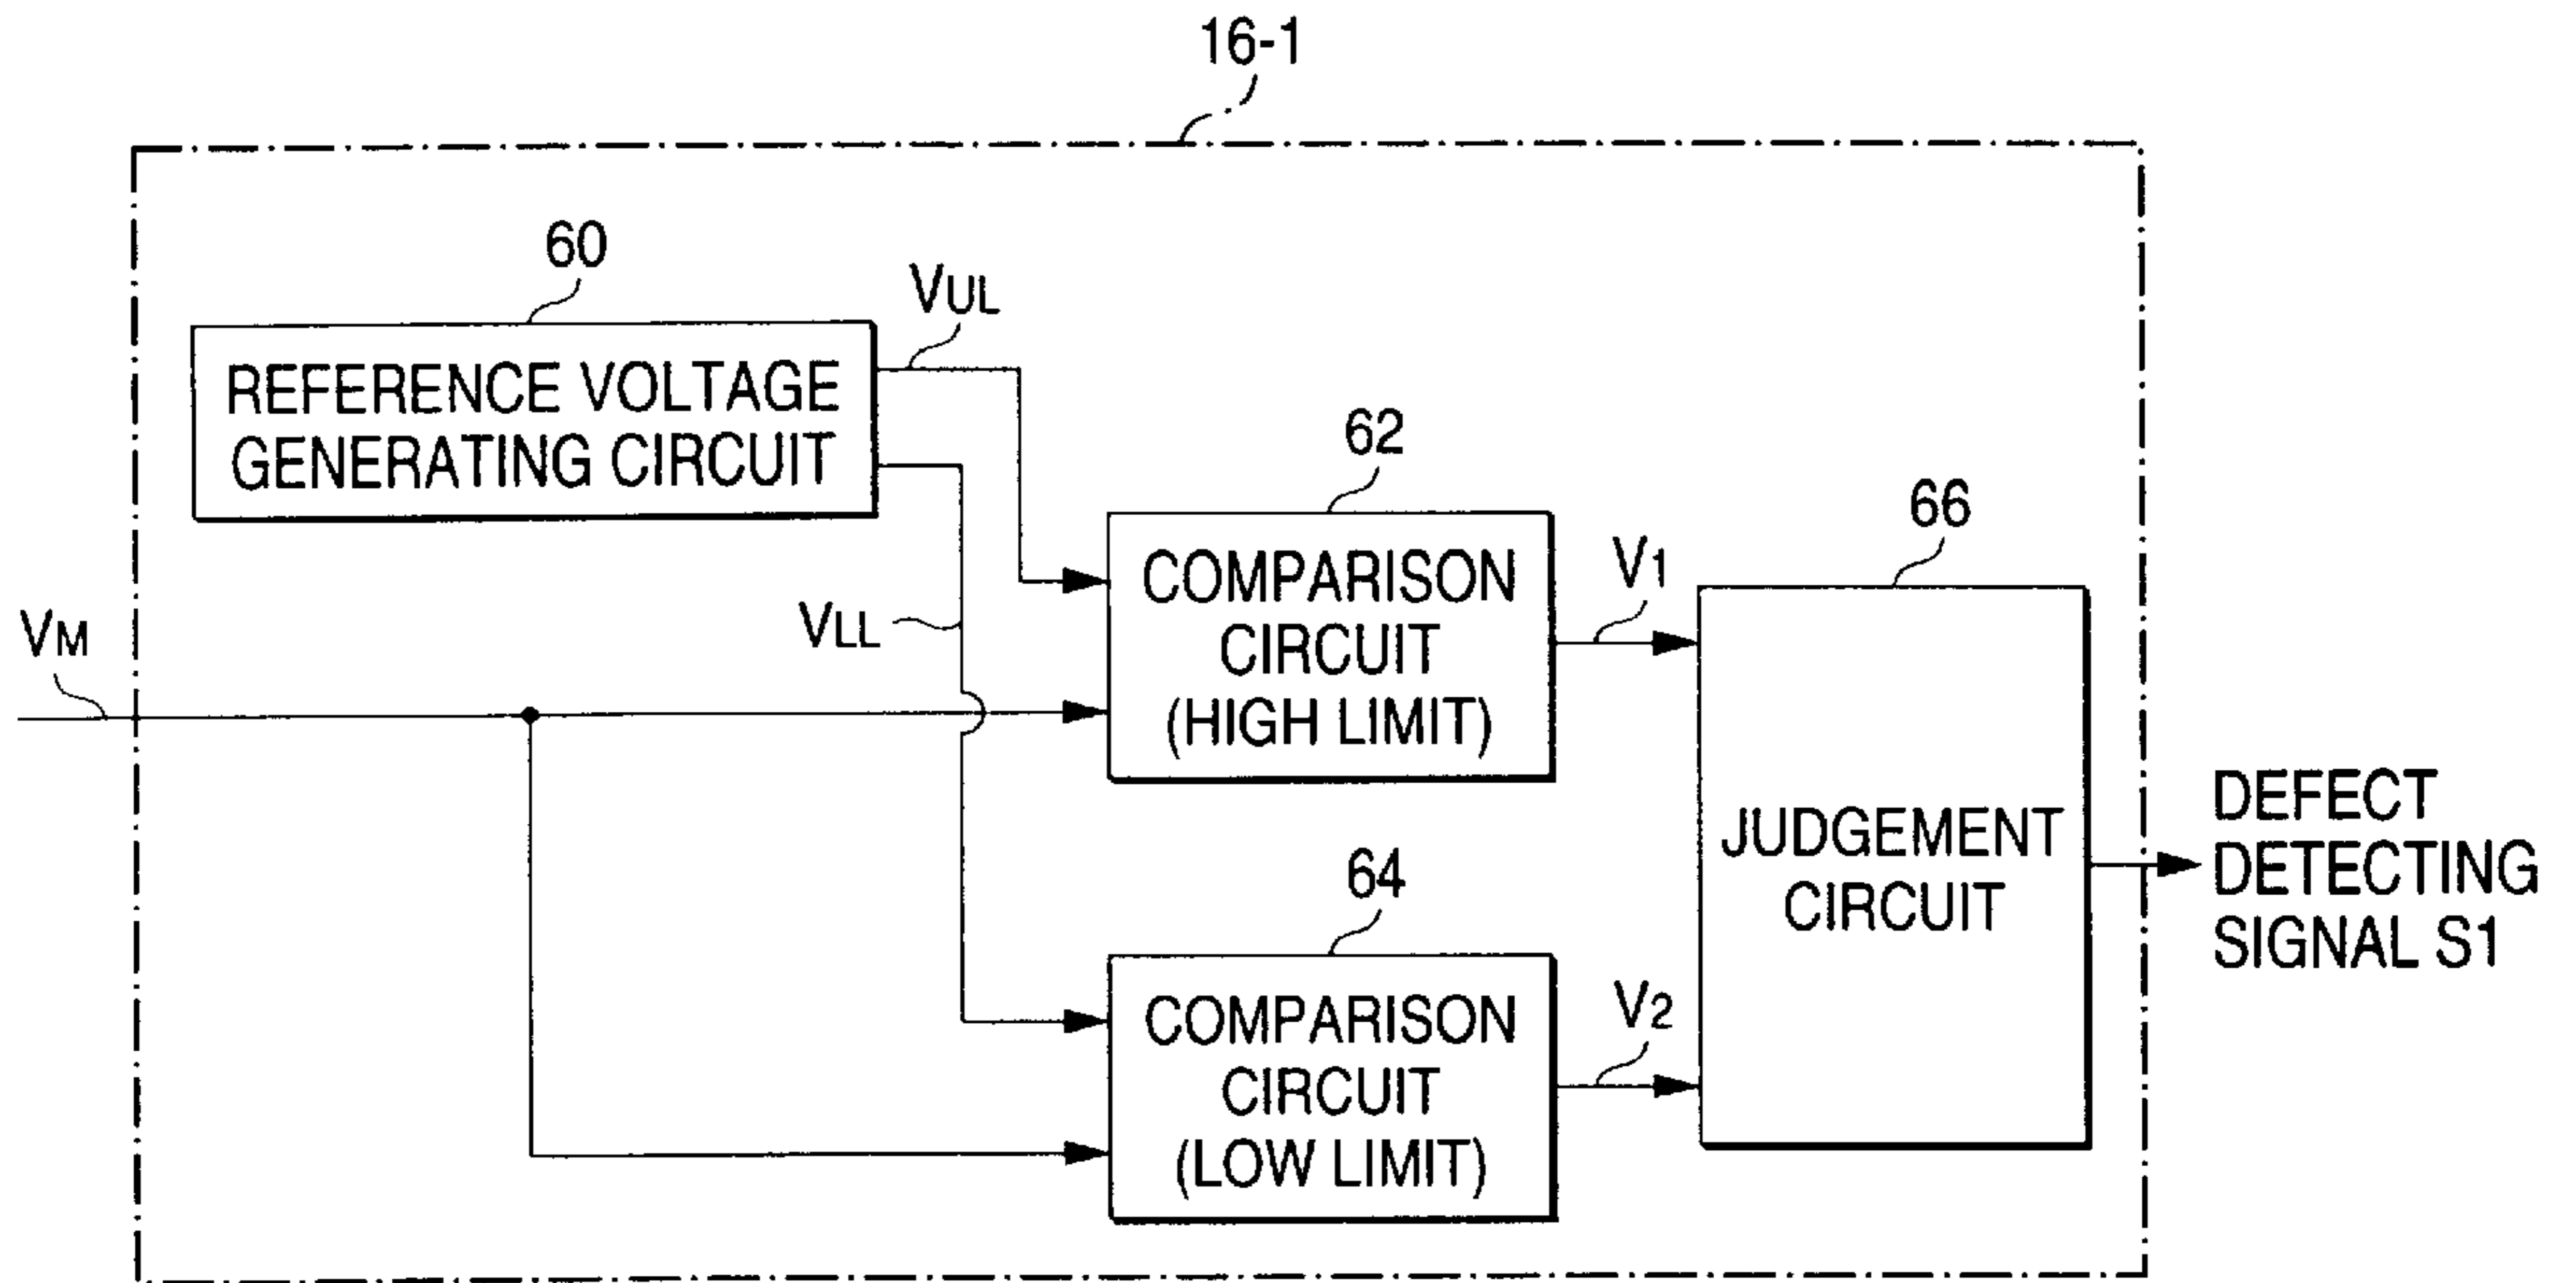 16-1
60
VUL
REFERENCE VOLTAGE
GENERATING CIRCUIT
62
COMPARISON
CIRCUIT
(HIGH LIMIT)
VLL
VM
V1
66
JUDGEMENT
CIRCUIT
DEFECT
DETECTING
SIGNAL S1
64
COMPARISON
CIRCUIT
(LOW LIMIT)
V2